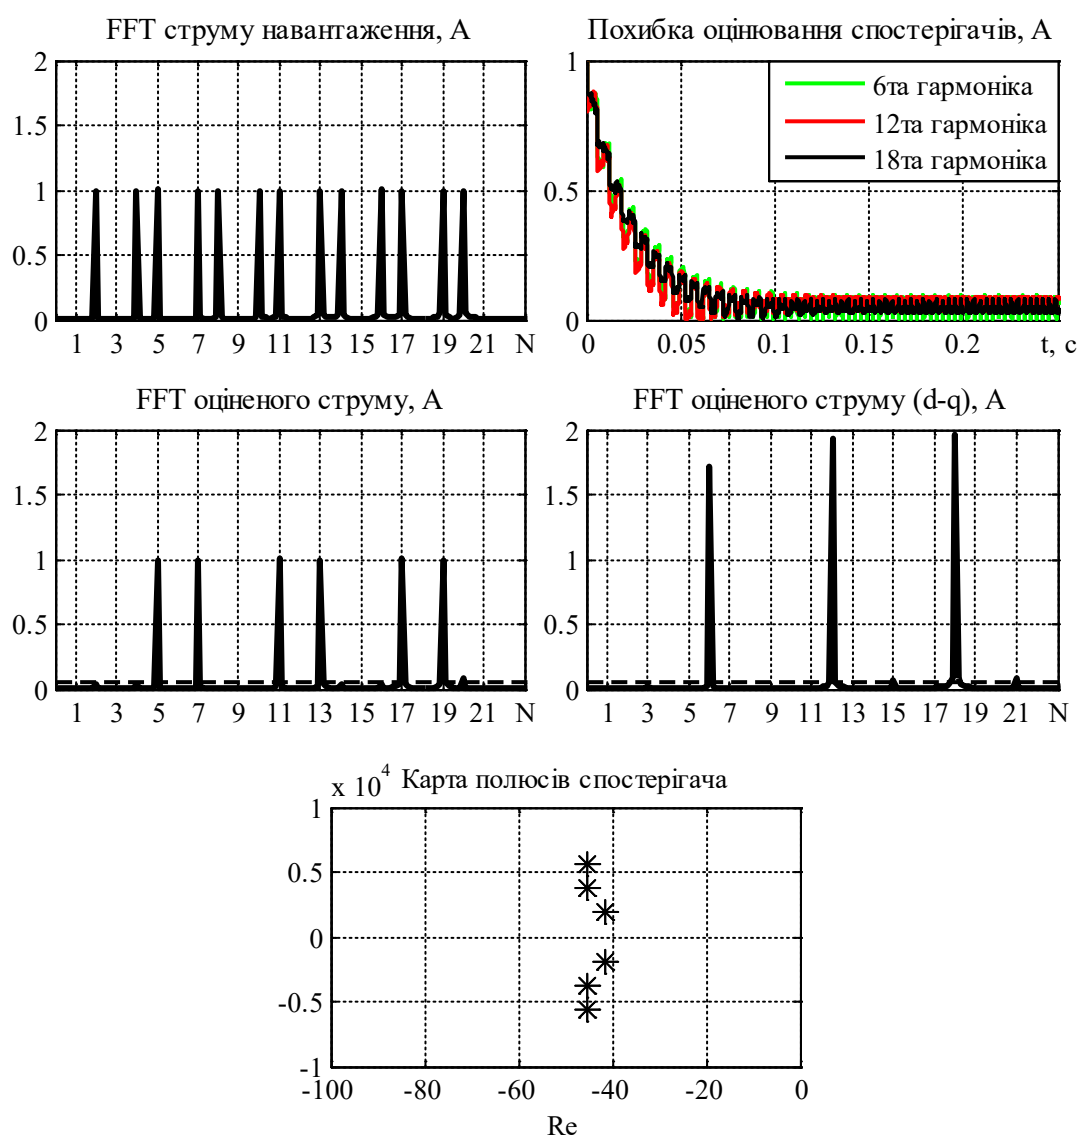 FFT струму навантаження, А
2
1.5
1
0.5
0
1 3 5 7 9 11 13 15 17 19 21 N
Похибка оцінювання спостерігачів, А
1
0.5
0
6та гармоніка
12та гармоніка
18та гармоніка
0 0.05 0.1 0.15 0.2 t, c
FFT оціненого струму, А
2
1.5
1
0.5
0
1 3 5 7 9 11 13 15 17 19 21 N
FFT оціненого струму (d-q), А
2
1.5
1
0.5
0
1 3 5 7 9 11 13 15 17 19 21 N
x 10^4 Карта полюсів спостерігача
1
0.5
0
-0.5
-1
-100 -80 -60 -40 -20 0
Re